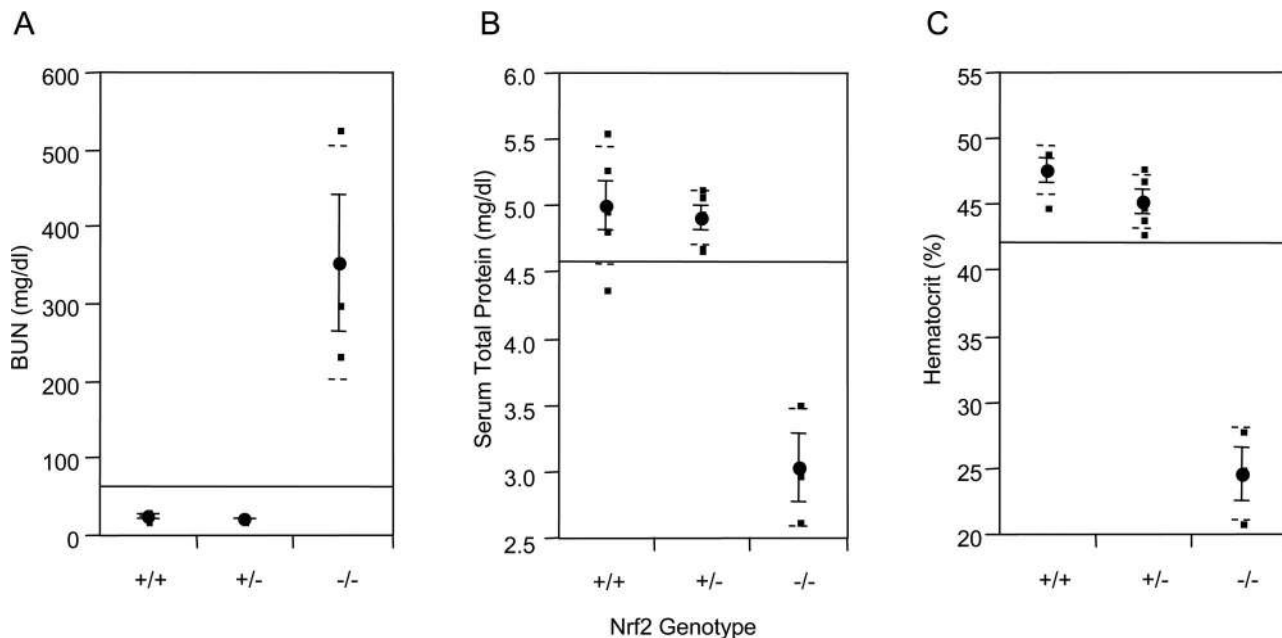 A
B
C
BUN (mg/dl)
600
500
400
300
200
100
0
+/+ +/- -/-
Serum Total Protein (mg/dl)
6.0
5.5
5.0
4.5
4.0
3.5
3.0
2.5
+/+ +/- -/-
Hematocrit (%)
55
50
45
40
35
30
25
20
+/+ +/- -/-
Nrf2 Genotype